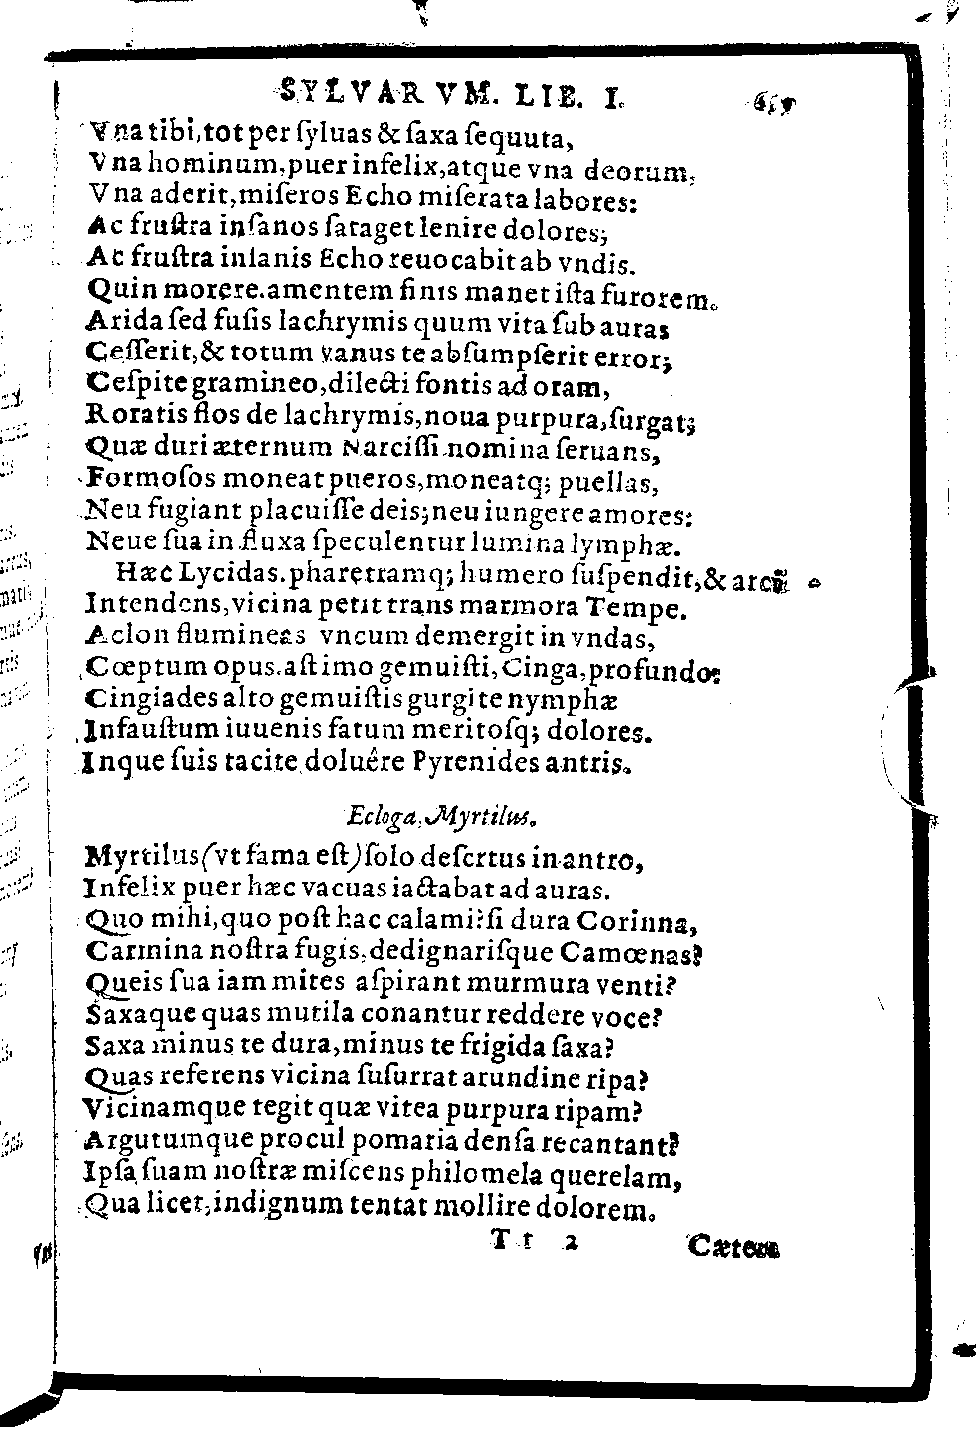 SYLVARVM. LIB. I.
Vna tibi, tot per ſyluas & ſaxa ſequuta,
Vna hominum, puer infelix, atque vna deorum,
Vna aderit, miſeros Echo miſerata labores:
Ac fruſtra inſanos ſataget lenire dolores;
Ac fruſtra inſanis Echo reuocabit ab vndis.
Quin morere. amentem finis manet iſta furorem.
Arida ſed fuſis lachrymis quum vita ſub auras
Ceſſerit, & totum vanus te abſumpſerit error;
Ceſpite gramineo, dilecti fontis ad oram,
Roratis flos de lachrymis, noua purpura, ſurgat;
Quæ duri æternum Narciſſi nomina ſeruans,
Formoſos moneat pueros, moneatq; puellas,
Neu fugiant placuiſſe deis; neu iungere amores:
Neue ſua in fluxa ſpeculentur lumina lymphæ.
Hæc Lycidas. pharetramq; humero ſuſpendit, & arcū
Intendens, vicina petit trans marmora Tempe.
Aclon flumineas vncum demergit in vndas,
Cœptum opus. aſt imo gemuiſti, Cinga, profundo:
Cingiades alto gemuiſtis gurgite nymphæ
Infauſtum iuuenis fatum meritoſq; dolores.
Inque ſuis tacite doluêre Pyrenides antris.
Ecloga, Myrtilus.
Myrtilus (vt fama eſt) ſolo deſertus in antro,
Infelix puer hæc vacuas iactabat ad auras.
Quo mihi, quo poſt hac calami? ſi dura Corinna,
Carmina noſtra fugis, dedignariſque Camœnas?
Queis ſua iam mites aſpirant murmura venti?
Saxaque quas mutila conantur reddere voce?
Saxa minus te dura, minus te frigida ſaxa?
Quas referens vicina ſuſurrat arundine ripa?
Vicinamque tegit quæ vitea purpura ripam?
Argutumque procul pomaria denſa recantant?
Ipſa ſuam noſtræ miſcens philomela querelam,
Qua licet, indignum tentat mollire dolorem.
Tt 2 Cætera